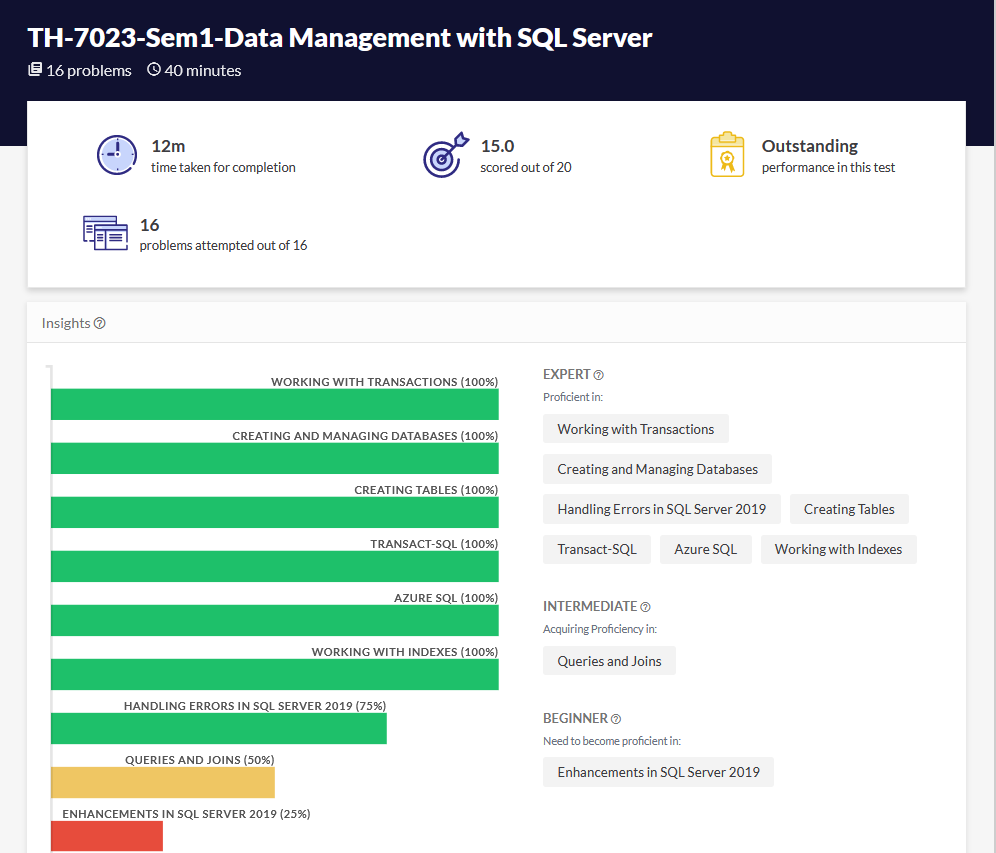 TH-7023-Sem1-Data Management with SQL Server
16 problems 40 minutes
12m
time taken for completion
15.0
scored out of 20
Outstanding
performance in this test
16
problems attempted out of 16
Insights
WORKING WITH TRANSACTIONS (100%)
CREATING AND MANAGING DATABASES (100%)
CREATING TABLES (100%)
TRANSACT-SQL (100%)
AZURE SQL (100%)
WORKING WITH INDEXES (100%)
HANDLING ERRORS IN SQL SERVER 2019 (75%)
QUERIES AND JOINS (50%)
ENHANCEMENTS IN SQL SERVER 2019 (25%)
EXPERT
Proficient in:
Working with Transactions
Creating and Managing Databases
Handling Errors in SQL Server 2019 Creating Tables
Transact-SQL Azure SQL Working with Indexes
INTERMEDIATE
Acquiring Proficiency in:
Queries and Joins
BEGINNER
Need to become proficient in:
Enhancements in SQL Server 2019